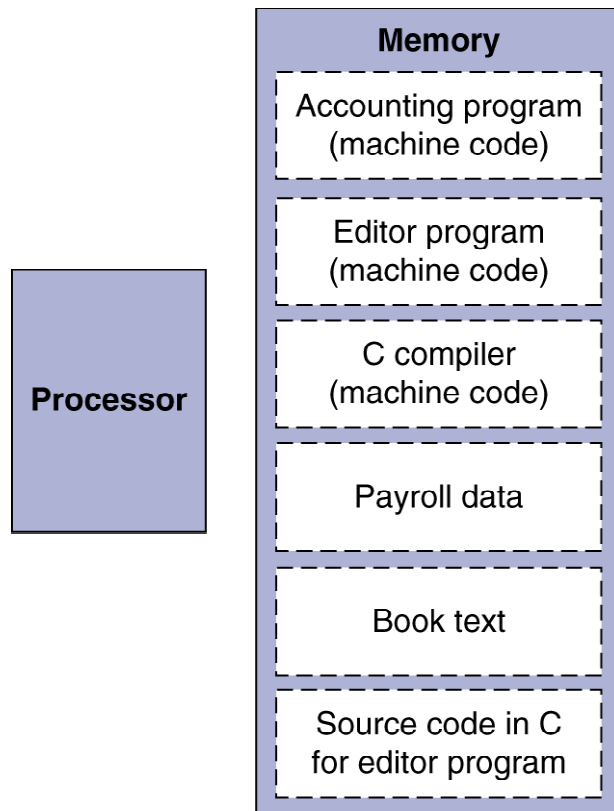 Memory
Accounting program
(machine code)
Editor program
(machine code)
C compiler
(machine code)
Processor
Payroll data
Book text
Source code in C
for editor program